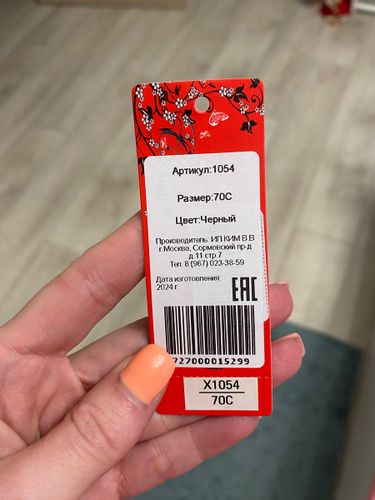 Артикул:1054
Размер:70C
Цвет:Черный
Производитель: ИП КИМ В.В
г.Москва, Сормовский пр-д
д.11 стр.7
Тел: 8 (967) 023-38-59
Дата изготовления:
2024 г.
EAC
727000015299
X1054
70C